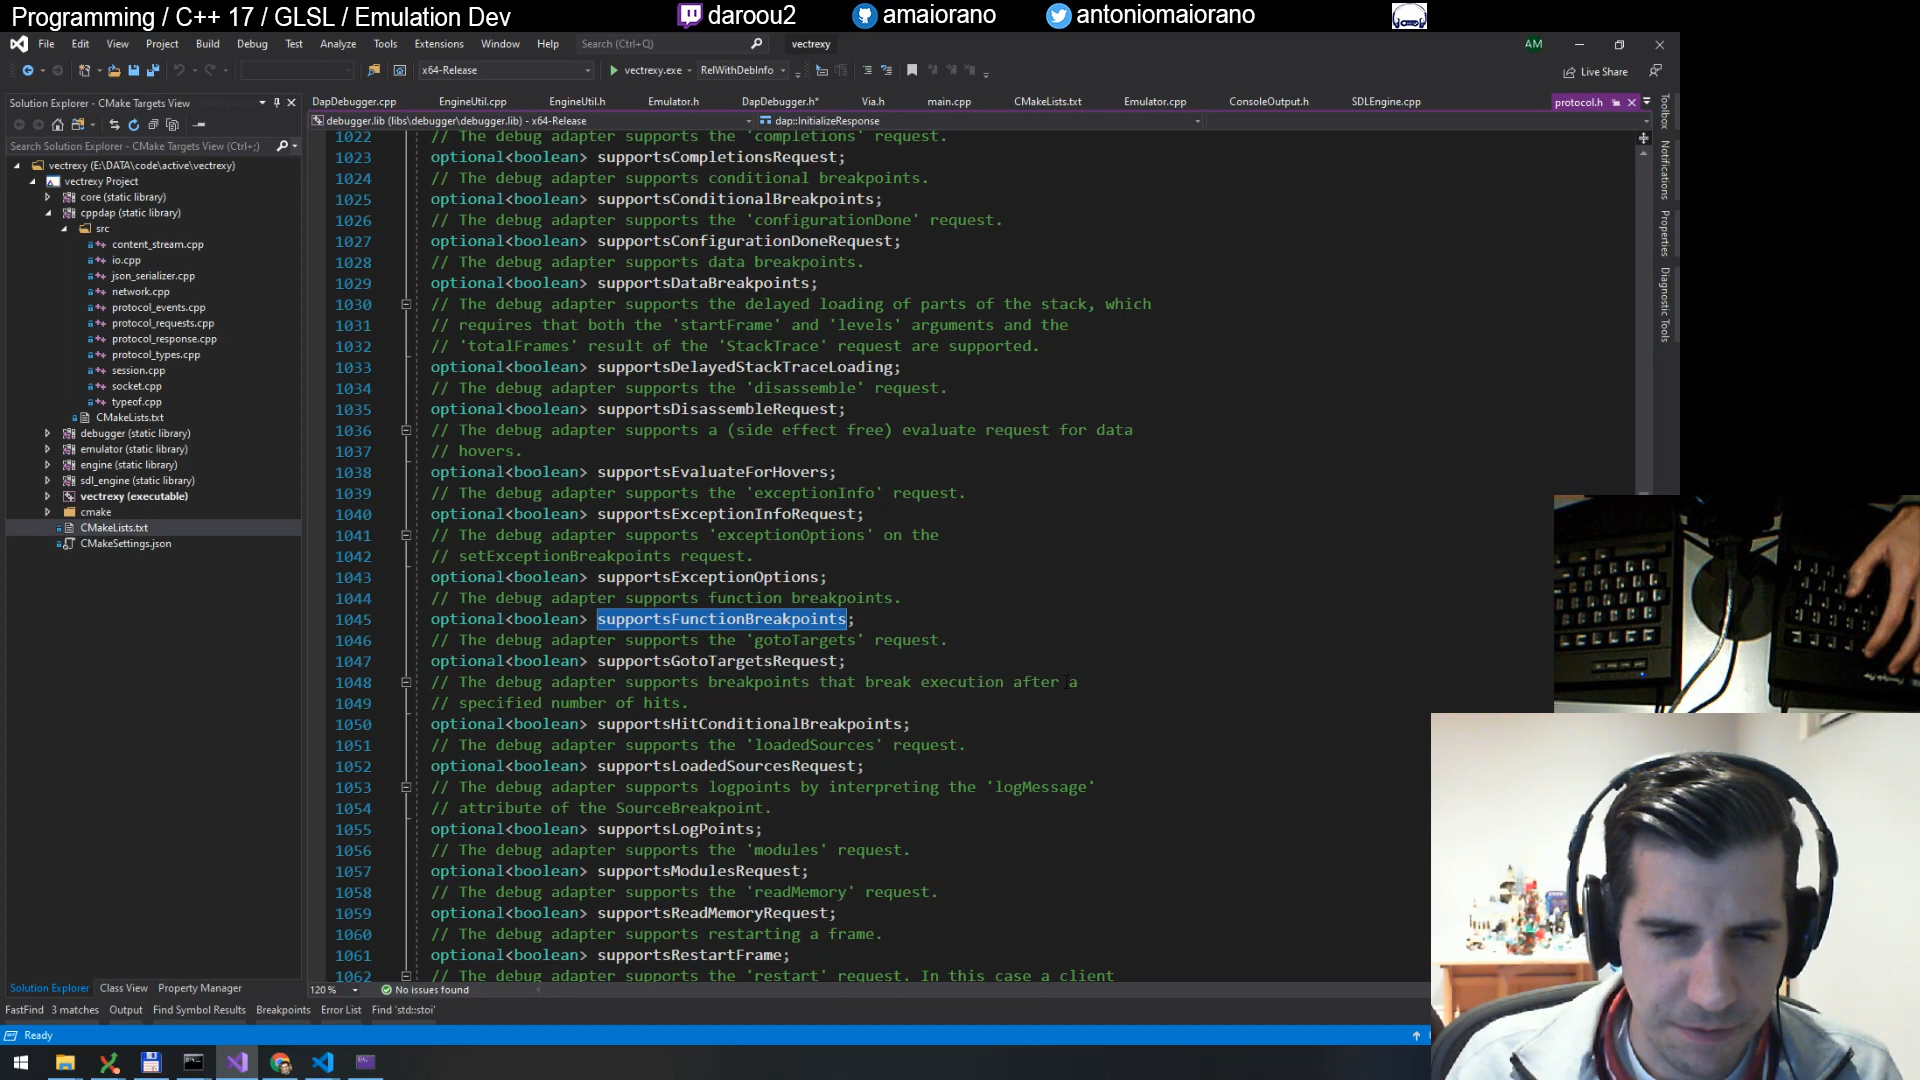 Programming / C++ 17 / GLSL / Emulation Dev
daroou2
amaiorano
antoniomaiorano
File Edit View Project Build Debug Test Analyze Tools Extensions Window Help
Search (Ctrl+Q)
vectrexy
AM
x64-Release
vectrexy.exe
RelWithDebInfo
Live Share
Solution Explorer - CMake Targets View
DapDebugger.cpp EngineUtil.cpp EngineUtil.h Emulator.h DapDebugger.h* Via.h main.cpp CMakeLists.txt Emulator.cpp ConsoleOutput.h SDLEngine.cpp protocol.h
debugger.lib (libs\debugger\debugger.lib) - x64-Release
dap::InitializeResponse
Search Solution Explorer - CMake Targets View (Ctrl+;)
vectrexy (E:\DATA\code\active\vectrexy)
vectrexy Project
core (static library)
cppdap (static library)
src
content_stream.cpp
io.cpp
json_serializer.cpp
network.cpp
protocol_events.cpp
protocol_requests.cpp
protocol_response.cpp
protocol_types.cpp
session.cpp
socket.cpp
typeof.cpp
CMakeLists.txt
debugger (static library)
emulator (static library)
engine (static library)
sdl_engine (static library)
vectrexy (executable)
cmake
CMakeLists.txt
CMakeSettings.json
1022 // The debug adapter supports the 'completions' request.
1023 optional<boolean> supportsCompletionsRequest;
1024 // The debug adapter supports conditional breakpoints.
1025 optional<boolean> supportsConditionalBreakpoints;
1026 // The debug adapter supports the 'configurationDone' request.
1027 optional<boolean> supportsConfigurationDoneRequest;
1028 // The debug adapter supports data breakpoints.
1029 optional<boolean> supportsDataBreakpoints;
1030 // The debug adapter supports the delayed loading of parts of the stack, which
1031 // requires that both the 'startFrame' and 'levels' arguments and the
1032 // 'totalFrames' result of the 'StackTrace' request are supported.
1033 optional<boolean> supportsDelayedStackTraceLoading;
1034 // The debug adapter supports the 'disassemble' request.
1035 optional<boolean> supportsDisassembleRequest;
1036 // The debug adapter supports a (side effect free) evaluate request for data
1037 // hovers.
1038 optional<boolean> supportsEvaluateForHovers;
1039 // The debug adapter supports the 'exceptionInfo' request.
1040 optional<boolean> supportsExceptionInfoRequest;
1041 // The debug adapter supports 'exceptionOptions' on the
1042 // setExceptionBreakpoints request.
1043 optional<boolean> supportsExceptionOptions;
1044 // The debug adapter supports function breakpoints.
1045 optional<boolean> supportsFunctionBreakpoints;
1046 // The debug adapter supports the 'gotoTargets' request.
1047 optional<boolean> supportsGotoTargetsRequest;
1048 // The debug adapter supports breakpoints that break execution after a
1049 // specified number of hits.
1050 optional<boolean> supportsHitConditionalBreakpoints;
1051 // The debug adapter supports the 'loadedSources' request.
1052 optional<boolean> supportsLoadedSourcesRequest;
1053 // The debug adapter supports logpoints by interpreting the 'logMessage'
1054 // attribute of the SourceBreakpoint.
1055 optional<boolean> supportsLogPoints;
1056 // The debug adapter supports the 'modules' request.
1057 optional<boolean> supportsModulesRequest;
1058 // The debug adapter supports the 'readMemory' request.
1059 optional<boolean> supportsReadMemoryRequest;
1060 // The debug adapter supports restarting a frame.
1061 optional<boolean> supportsRestartFrame;
1062 // The debug adapter supports the 'restart' request. In this case a client
Toolbox
Notifications
Properties
Diagnostic Tools
Solution Explorer Class View Property Manager
120 %
No issues found
FastFind 3 matches Output Find Symbol Results Breakpoints Error List Find 'std::stoi'
Ready